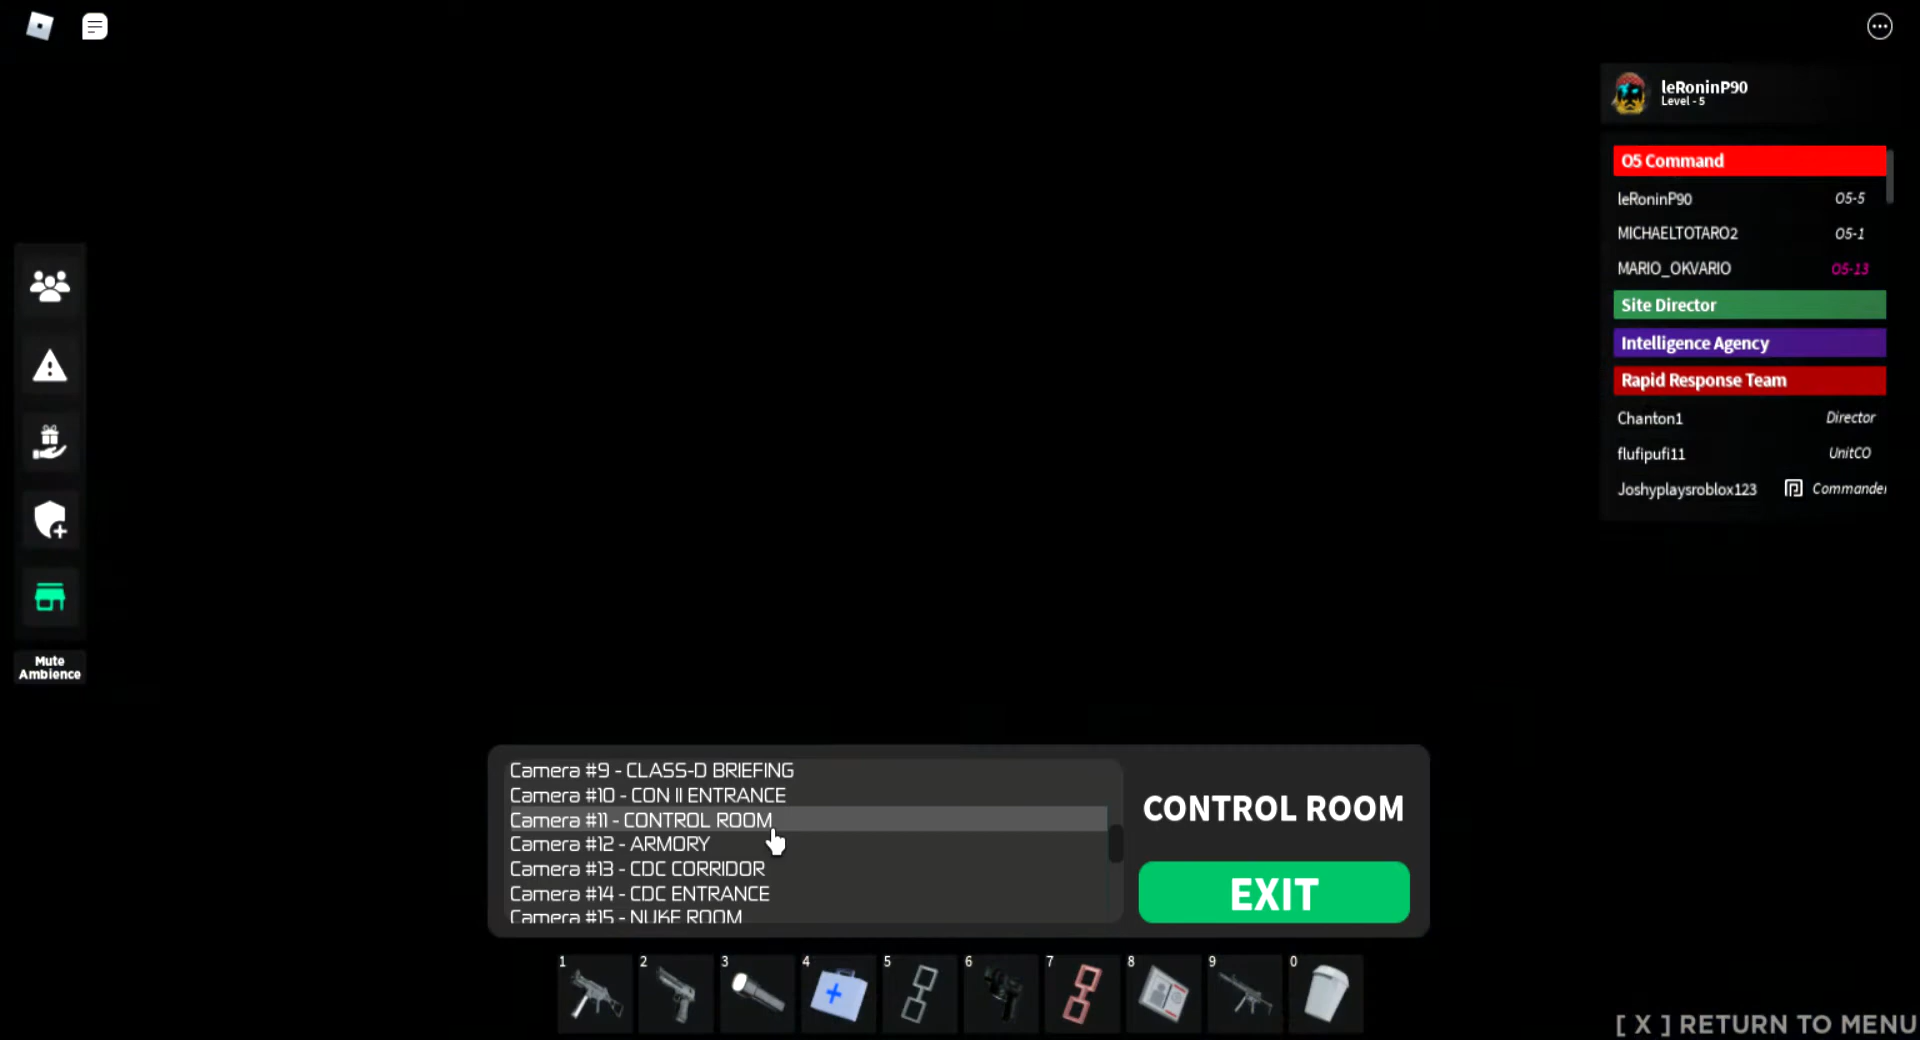 leRoninP90
Level - 5
O5 Command
leRoninP90 O5-5
MICHAELTOTARO2 O5-1
MARIO_OKVARIO O5-13
Site Director
Intelligence Agency
Rapid Response Team
Chanton1 Director
flufipufi11 UnitCO
Joshyplaysroblox123 Commander
Mute
Ambience
Camera #9 - CLASS-D BRIEFING
Camera #10 - CON II ENTRANCE
Camera #11 - CONTROL ROOM
Camera #12 - ARMORY
Camera #13 - CDC CORRIDOR
Camera #14 - CDC ENTRANCE
Camera #15 - NUKE ROOM
CONTROL ROOM
EXIT
1 2 3 4 5 6 7 8 9 0
[ X ] RETURN TO MENU